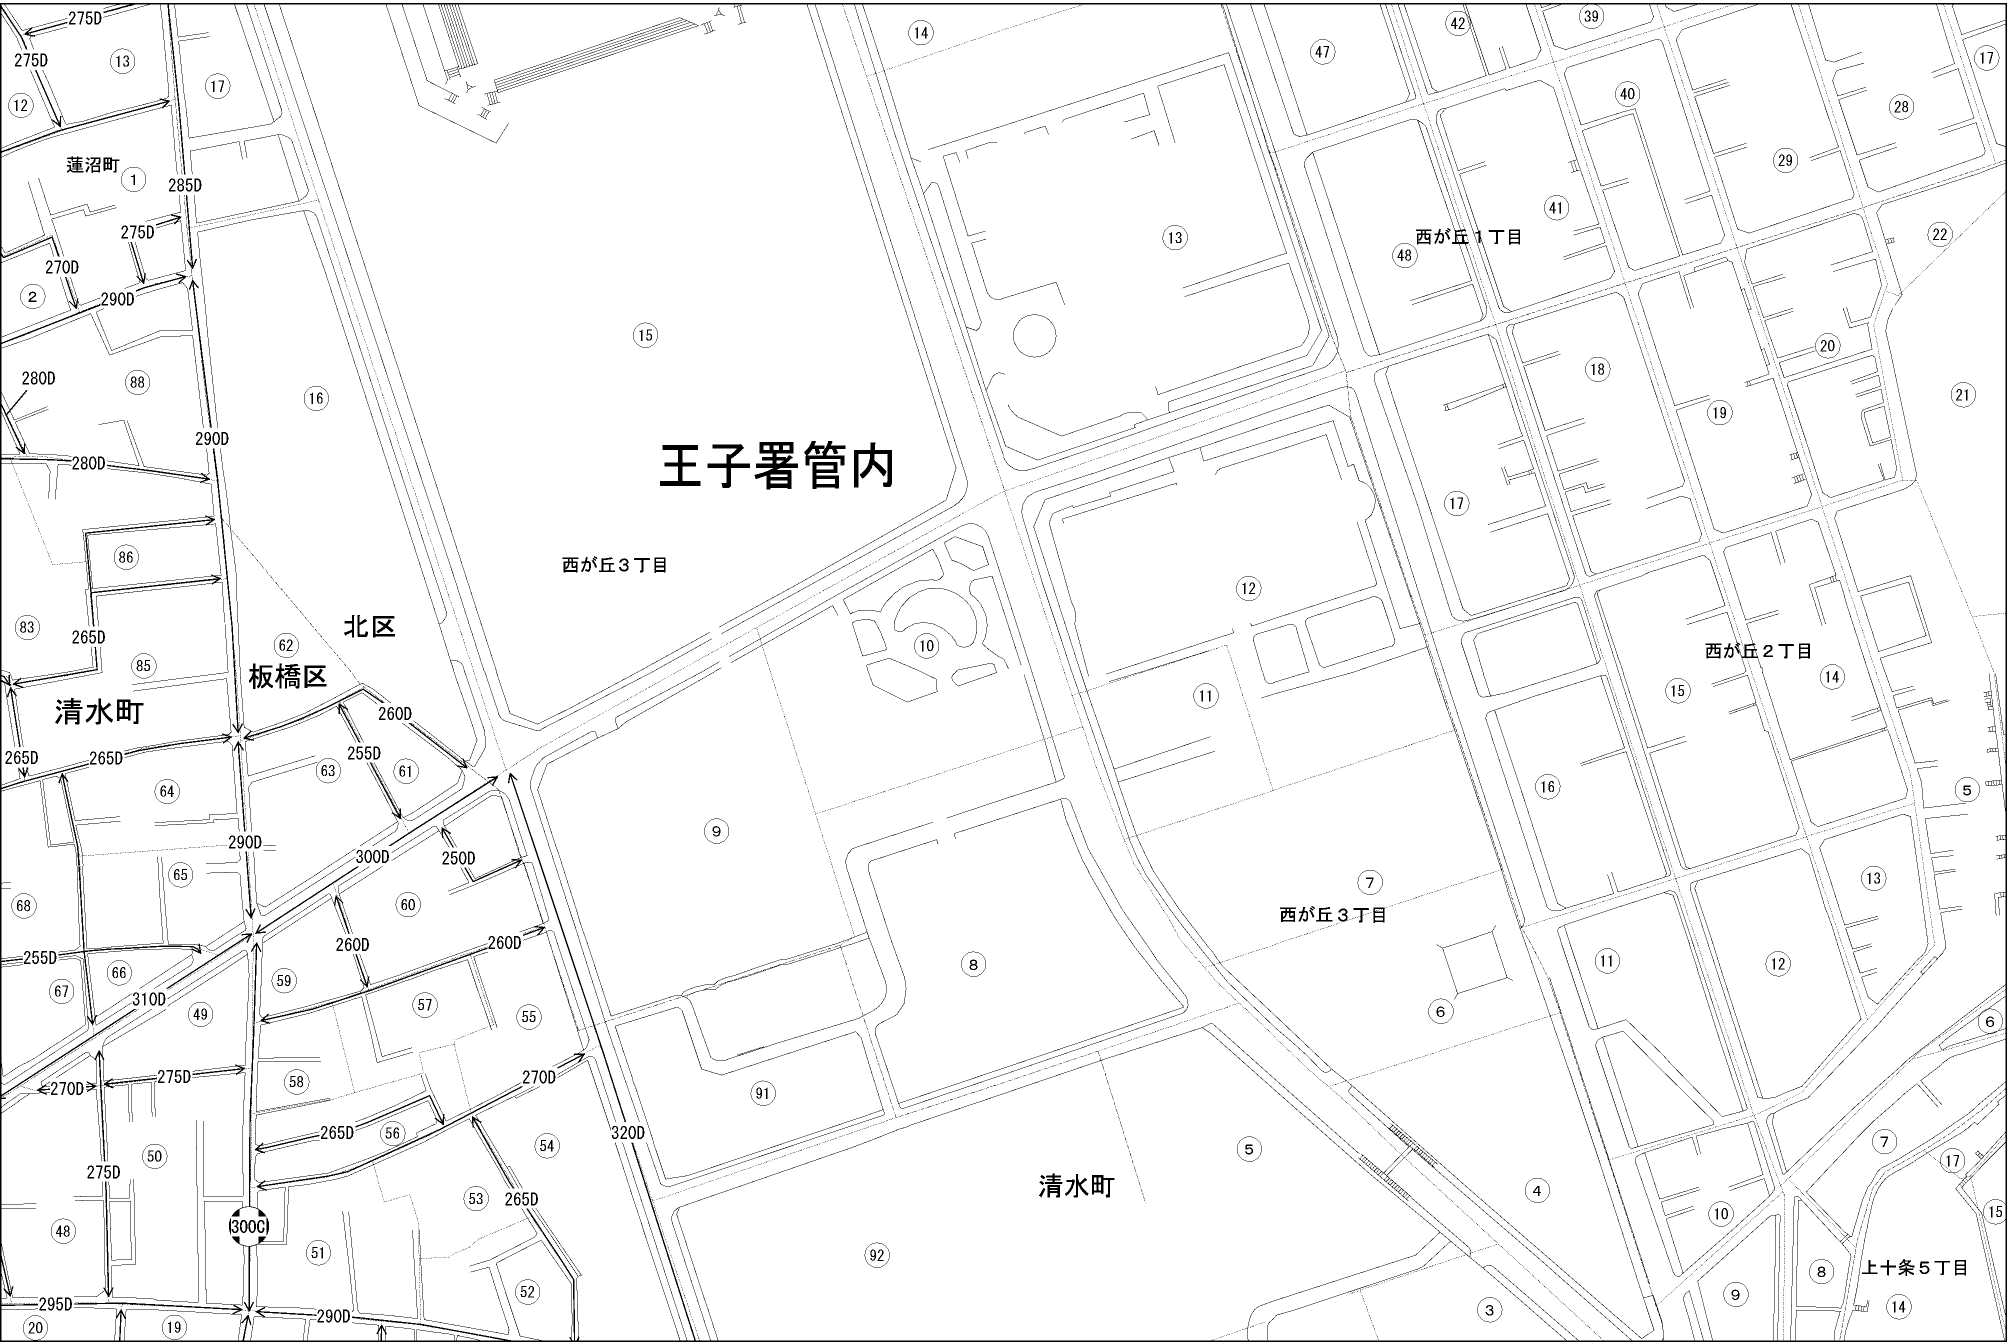 275D
14
42
39
47
275D
13
17
17
12
40
28
蓮沼町
1
285D
29
41
275D
13
48
西が丘1丁目
22
270D
2
290D
15
20
18
280D
88
16
21
19
290D
王子署管内
280D
17
86
西が丘3丁目
12
83
265D
北区
62
10
西が丘2丁目
85
板橋区
14
15
11
清水町
260D
265D
265D
255D
63
61
16
64
5
9
290D
300D
250D
65
7
13
68
60
西が丘3丁目
260D
260D
255D
66
8
11
12
59
67
310D
57
49
55
6
6
270D
275D
270D
58
91
265D
56
320D
54
7
50
5
275D
17
清水町
4
53
265D
15
10
300C
48
51
92
上十条5丁目
8
52
9
295D
290D
3
14
20
19